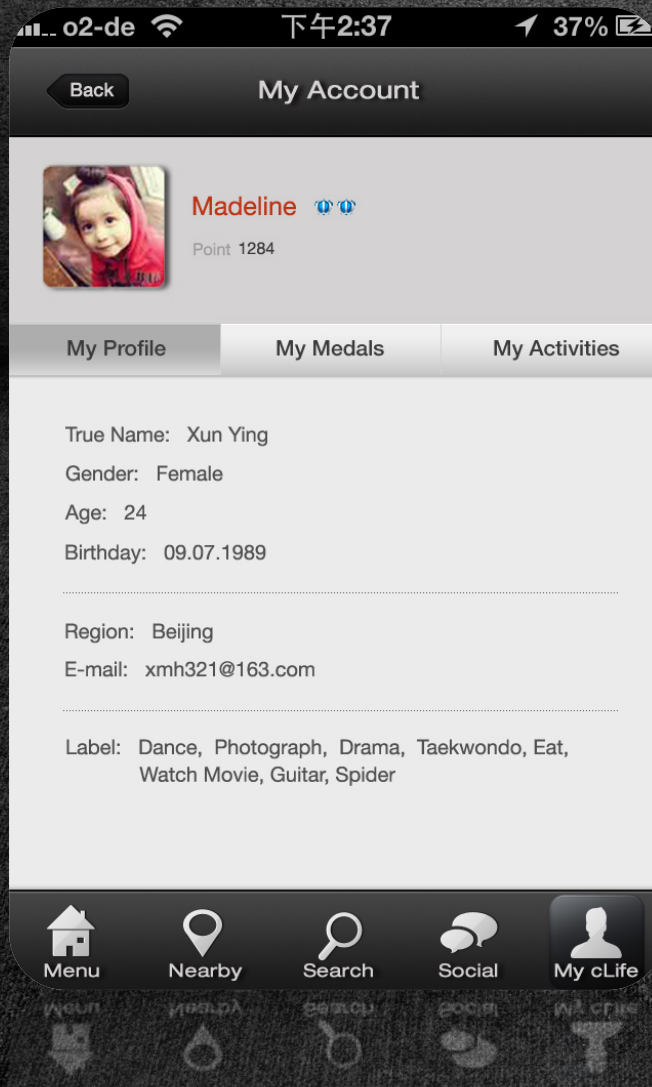 o2-de 下午2:37 37%
Back My Account
Madeline
Point 1284
My Profile My Medals My Activities
True Name: Xun Ying
Gender: Female
Age: 24
Birthday: 09.07.1989
Region: Beijing
E-mail: xmh321@163.com
Label: Dance, Photograph, Drama, Taekwondo, Eat,
Watch Movie, Guitar, Spider
Menu Nearby Search Social My cLife